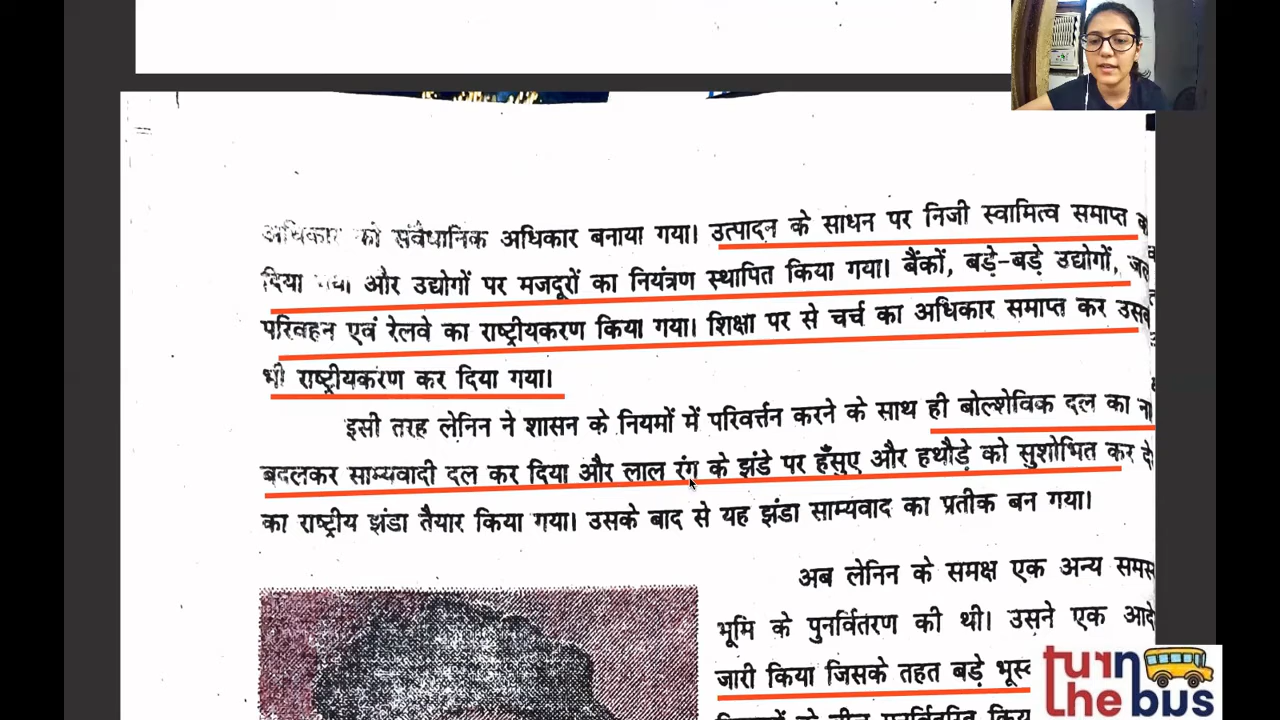 अधिकार को संवैधानिक अधिकार बनाया गया। उत्पादन के साधन पर निजी स्वामित्व समाप्त
दिया गया और उद्योगों पर मजदूरों का नियंत्रण स्थापित किया गया। बैंकों, बड़े-बड़े उद्योगों,
परिवहन एवं रेलवे का राष्ट्रीयकरण किया गया। शिक्षा पर से चर्च का अधिकार समाप्त कर
भी राष्ट्रीयकरण कर दिया गया।
इसी तरह लेनिन ने शासन के नियमों में परिवर्त्तन करने के साथ ही बोल्शेविक दल का
बदलकर साम्यवादी दल कर दिया और लाल रंग के झंडे पर हँसुए और हथौड़े को सुशोभित कर
का राष्ट्रीय झंडा तैयार किया गया। उसके बाद से यह झंडा साम्यवाद का प्रतीक बन गया।
अब लेनिन के समक्ष एक अन्य
भूमि के पुनर्वितरण की थी। उसने एक
जारी किया जिसके तहत बड़े
turn
the bus